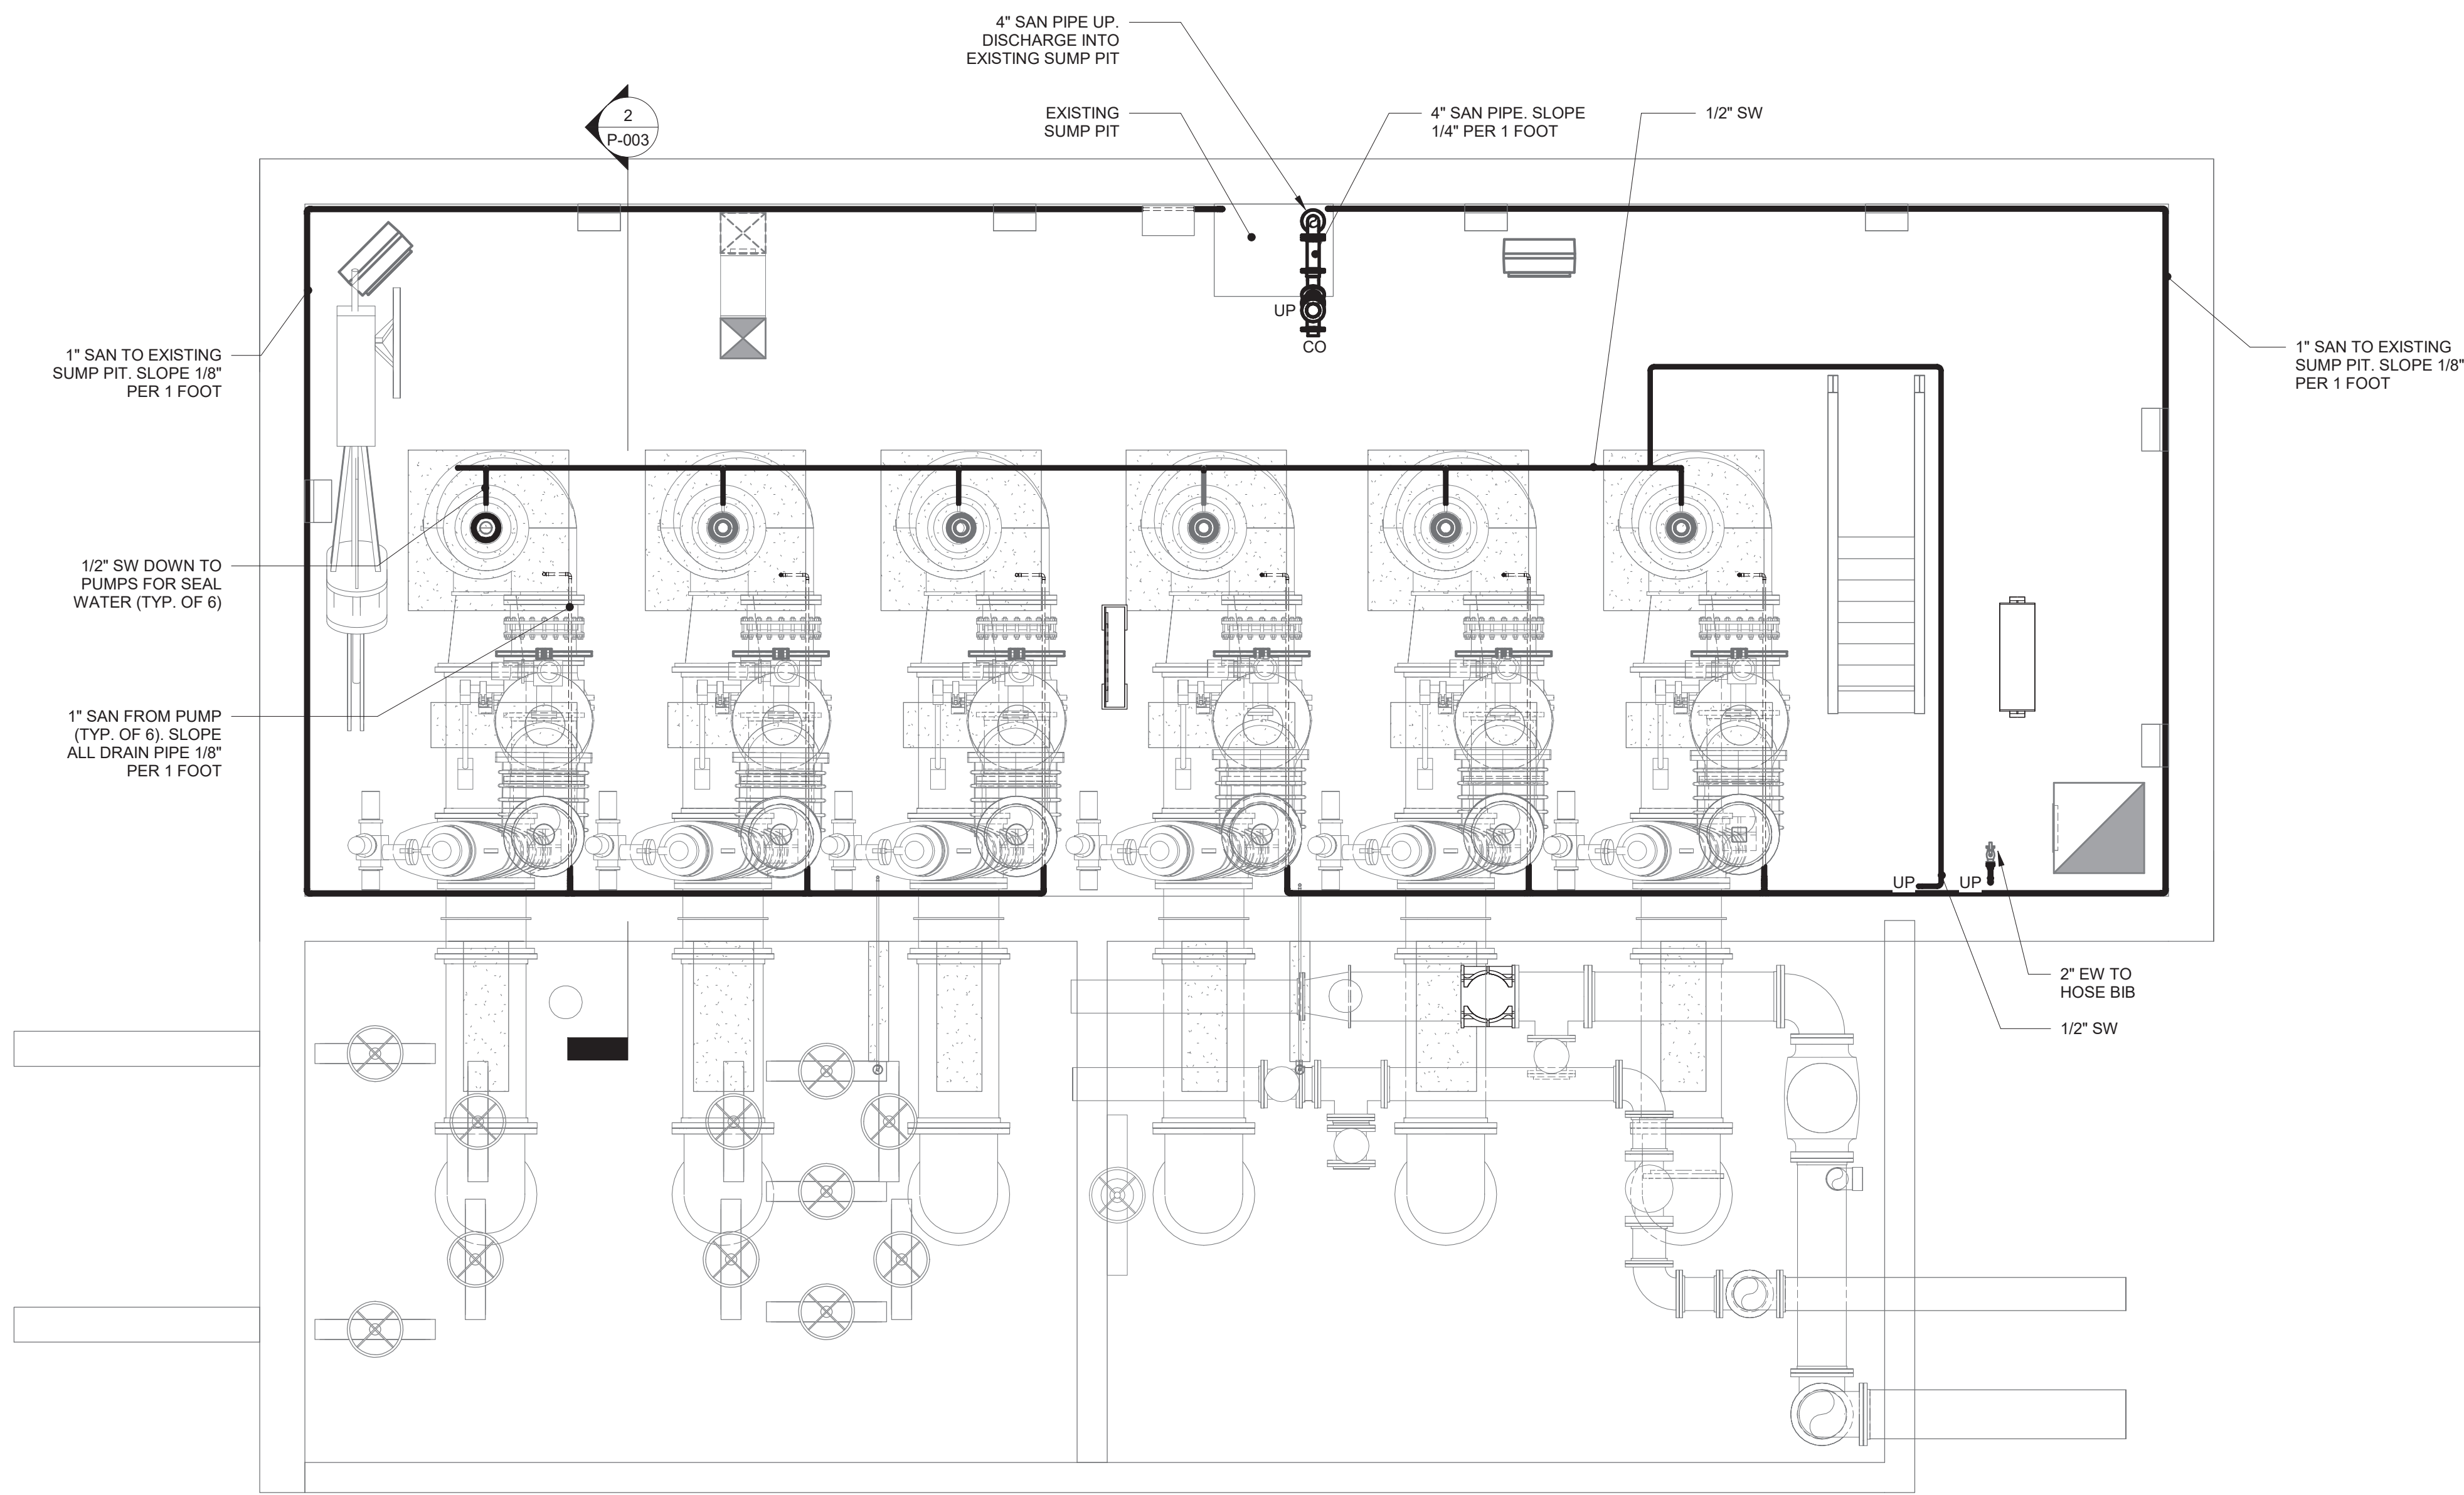 4" SAN PIPE UP.
DISCHARGE INTO
EXISTING SUMP PIT
2
P-003
EXISTING
SUMP PIT
4" SAN PIPE. SLOPE
1/4" PER 1 FOOT
1/2" SW
UP
CO
1" SAN TO EXISTING
SUMP PIT. SLOPE 1/8"
PER 1 FOOT
1" SAN TO EXISTING
SUMP PIT. SLOPE 1/8"
PER 1 FOOT
1/2" SW DOWN TO
PUMPS FOR SEAL
WATER (TYP. OF 6)
1" SAN FROM PUMP
(TYP. OF 6). SLOPE
ALL DRAIN PIPE 1/8"
PER 1 FOOT
UP
UP
2" EW TO
HOSE BIB
1/2" SW